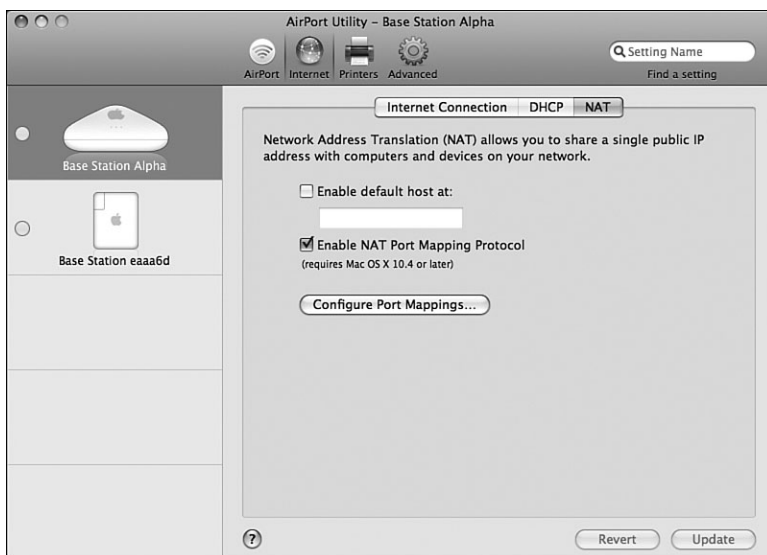 AirPort Utility – Base Station Alpha
AirPort Internet Printers Advanced
Setting Name
Find a setting
Base Station Alpha
Base Station eaaa6d
Internet Connection DHCP NAT
Network Address Translation (NAT) allows you to share a single public IP
address with computers and devices on your network.
Enable default host at:
Enable NAT Port Mapping Protocol
(requires Mac OS X 10.4 or later)
Configure Port Mappings...
?
Revert Update